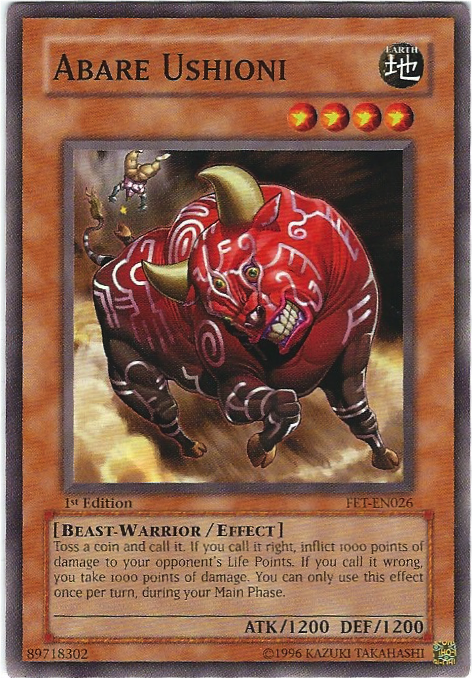 ABARE USHIONI
EARTH
地
1st Edition
FET-EN026
[BEAST-WARRIOR / EFFECT]
Toss a coin and call it. If you call it right, inflict 1000 points of
damage to your opponent's Life Points. If you call it wrong,
you take 1000 points of damage. You can only use this effect
once per turn, during your Main Phase.
ATK/1200 DEF/1200
89718302
©1996 KAZUKI TAKAHASHI